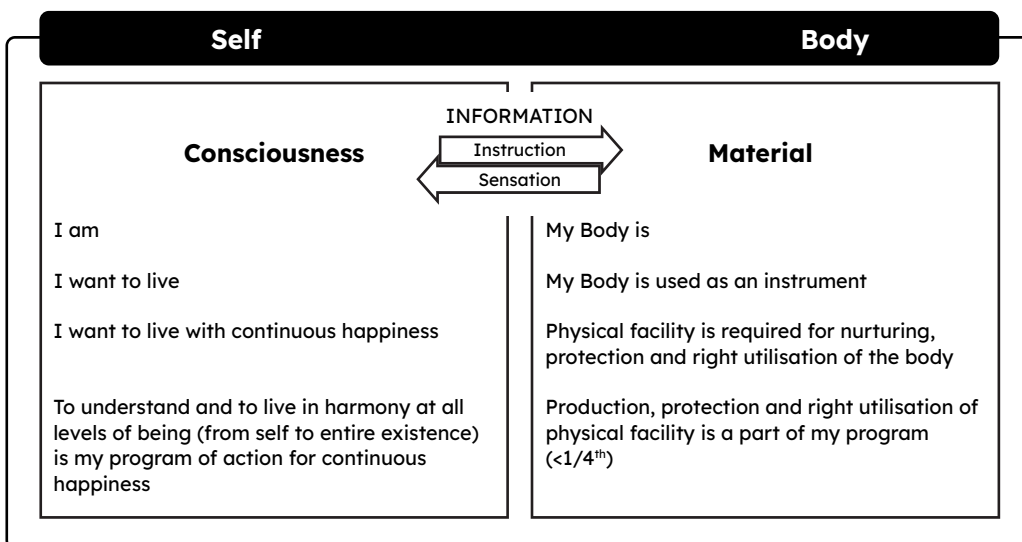 Self
Body
INFORMATION
Instruction
Sensation
Consciousness
Material
I am
My Body is
I want to live
My Body is used as an instrument
I want to live with continuous happiness
Physical facility is required for nurturing,
protection and right utilisation of the body
To understand and to live in harmony at all
levels of being (from self to entire existence)
is my program of action for continuous
happiness
Production, protection and right utilisation of
physical facility is a part of my program
(<1/4th)